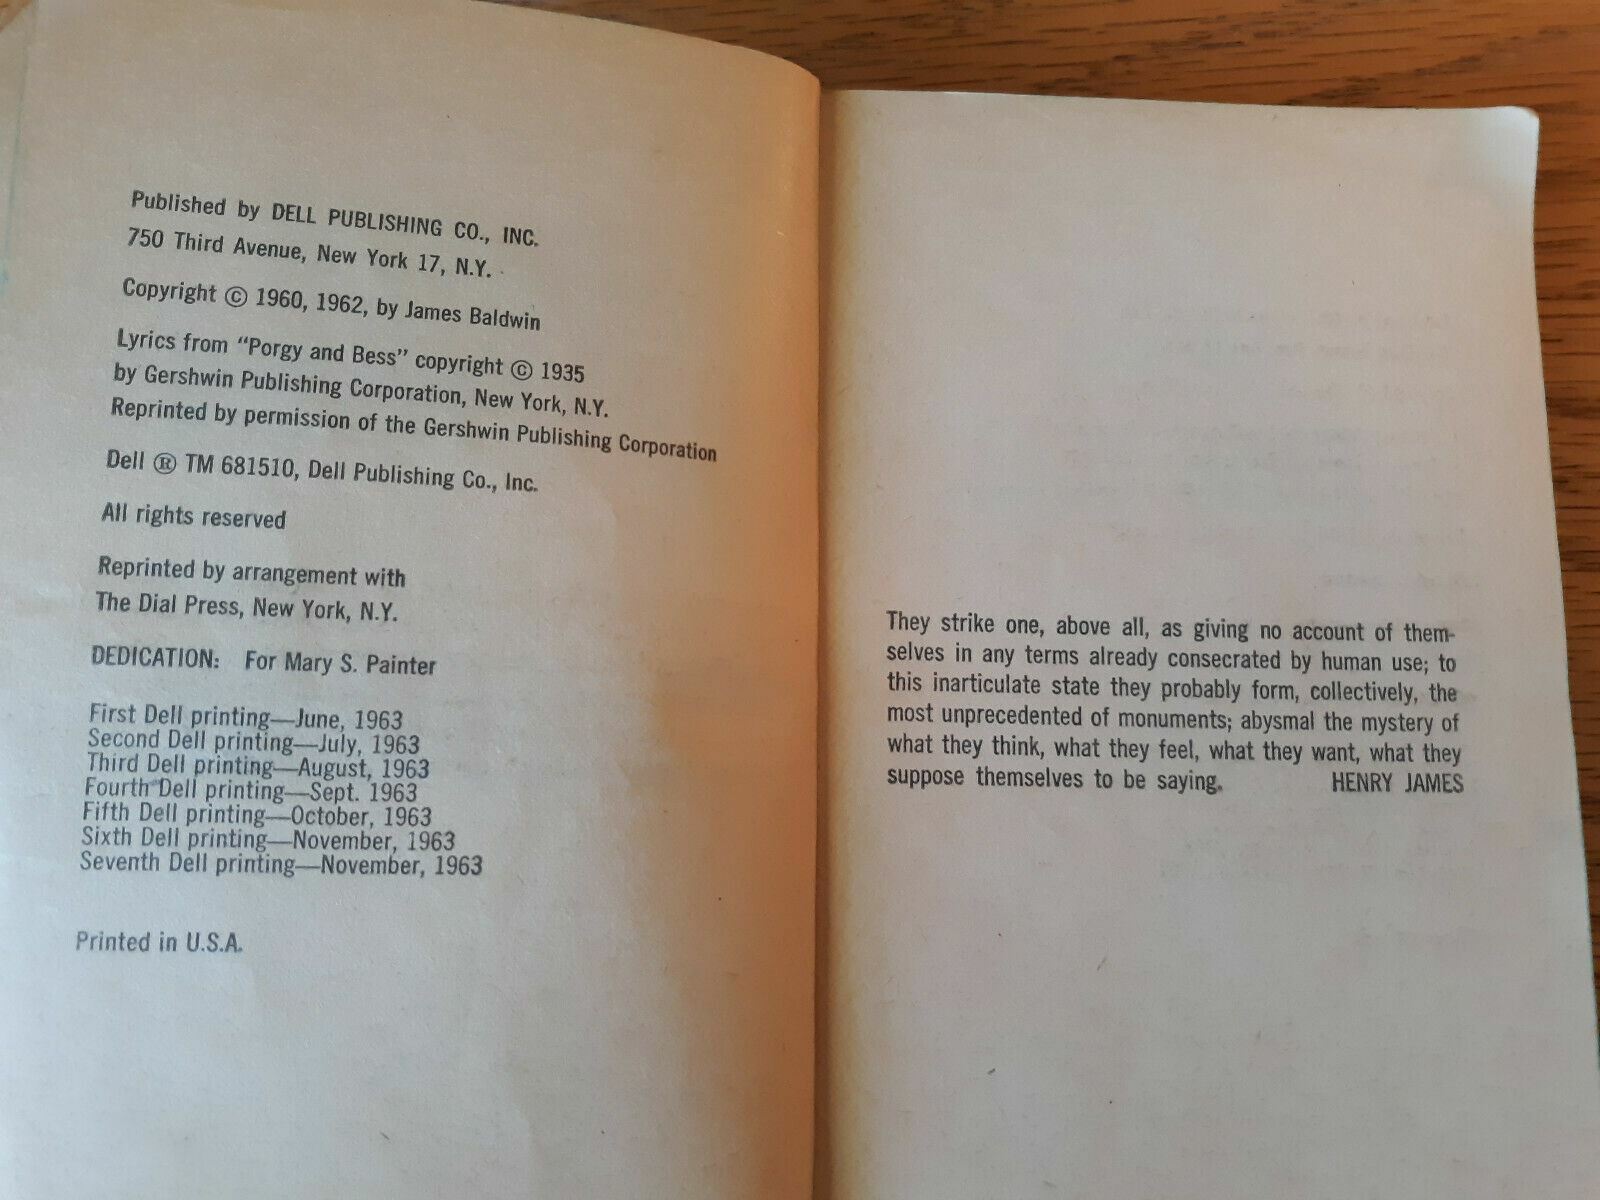 Published by DELL PUBLISHING CO., INC.
750 Third Avenue, New York 17, N.Y.
Copyright © 1960, 1962, by James Baldwin
Lyrics from "Porgy and Bess" copyright © 1935
by Gershwin Publishing Corporation, New York, N.Y.
Reprinted by permission of the Gershwin Publishing Corporation
Dell ® TM 681510, Dell Publishing Co., Inc.
All rights reserved
Reprinted by arrangement with
The Dial Press, New York, N.Y.
DEDICATION: For Mary S. Painter
First Dell printing—June, 1963
Second Dell printing—July, 1963
Third Dell printing—August, 1963
Fourth Dell printing—Sept. 1963
Fifth Dell printing—October, 1963
Sixth Dell printing—November, 1963
Seventh Dell printing—November, 1963
Printed in U.S.A.
They strike one, above all, as giving no account of them-
selves in any terms already consecrated by human use; to
this inarticulate state they probably form, collectively, the
most unprecedented of monuments; abysmal the mystery of
what they think, what they feel, what they want, what they
suppose themselves to be saying. HENRY JAMES